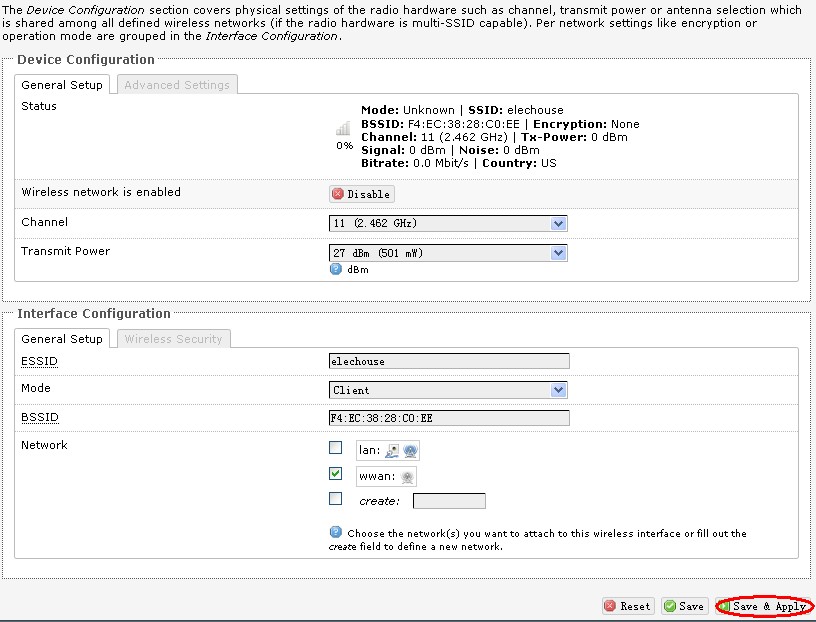 The Device Configuration section covers physical settings of the radio hardware such as channel, transmit power or antenna selection which
is shared among all defined wireless networks (if the radio hardware is multi-SSID capable). Per network settings like encryption or
operation mode are grouped in the Interface Configuration.
Device Configuration
General Setup Advanced Settings
Status
Mode: Unknown | SSID: elechouse
BSSID: F4:EC:38:28:C0:EE | Encryption: None
Channel: 11 (2.462 GHz) | Tx-Power: 0 dBm
Signal: 0 dBm | Noise: 0 dBm
Bitrate: 0.0 Mbit/s | Country: US
0%
Wireless network is enabled Disable
Channel 11 (2.462 GHz)
Transmit Power 27 dBm (501 mW)
dBm
Interface Configuration
General Setup Wireless Security
ESSID elechouse
Mode Client
BSSID F4:EC:38:28:C0:EE
Network lan:
wwan:
create:
Choose the network(s) you want to attach to this wireless interface or fill out the
create field to define a new network.
Reset Save Save & Apply